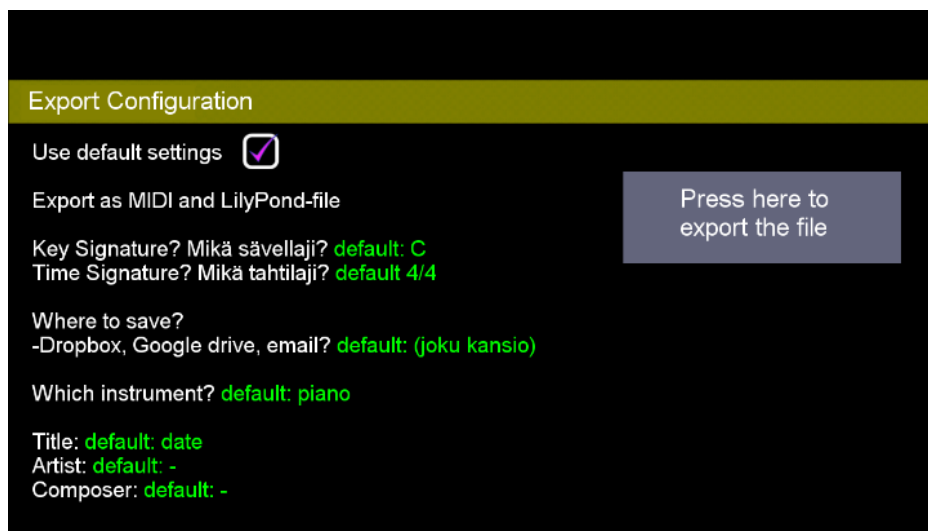 Export Configuration
Use default settings
Export as MIDI and LilyPond-file
Press here to
export the file
Key Signature? Mikä sävellaji? default: C
Time Signature? Mikä tahtilaji? default 4/4
Where to save?
-Dropbox, Google drive, email? default: (joku kansio)
Which instrument? default: piano
Title: default: date
Artist: default: -
Composer: default: -